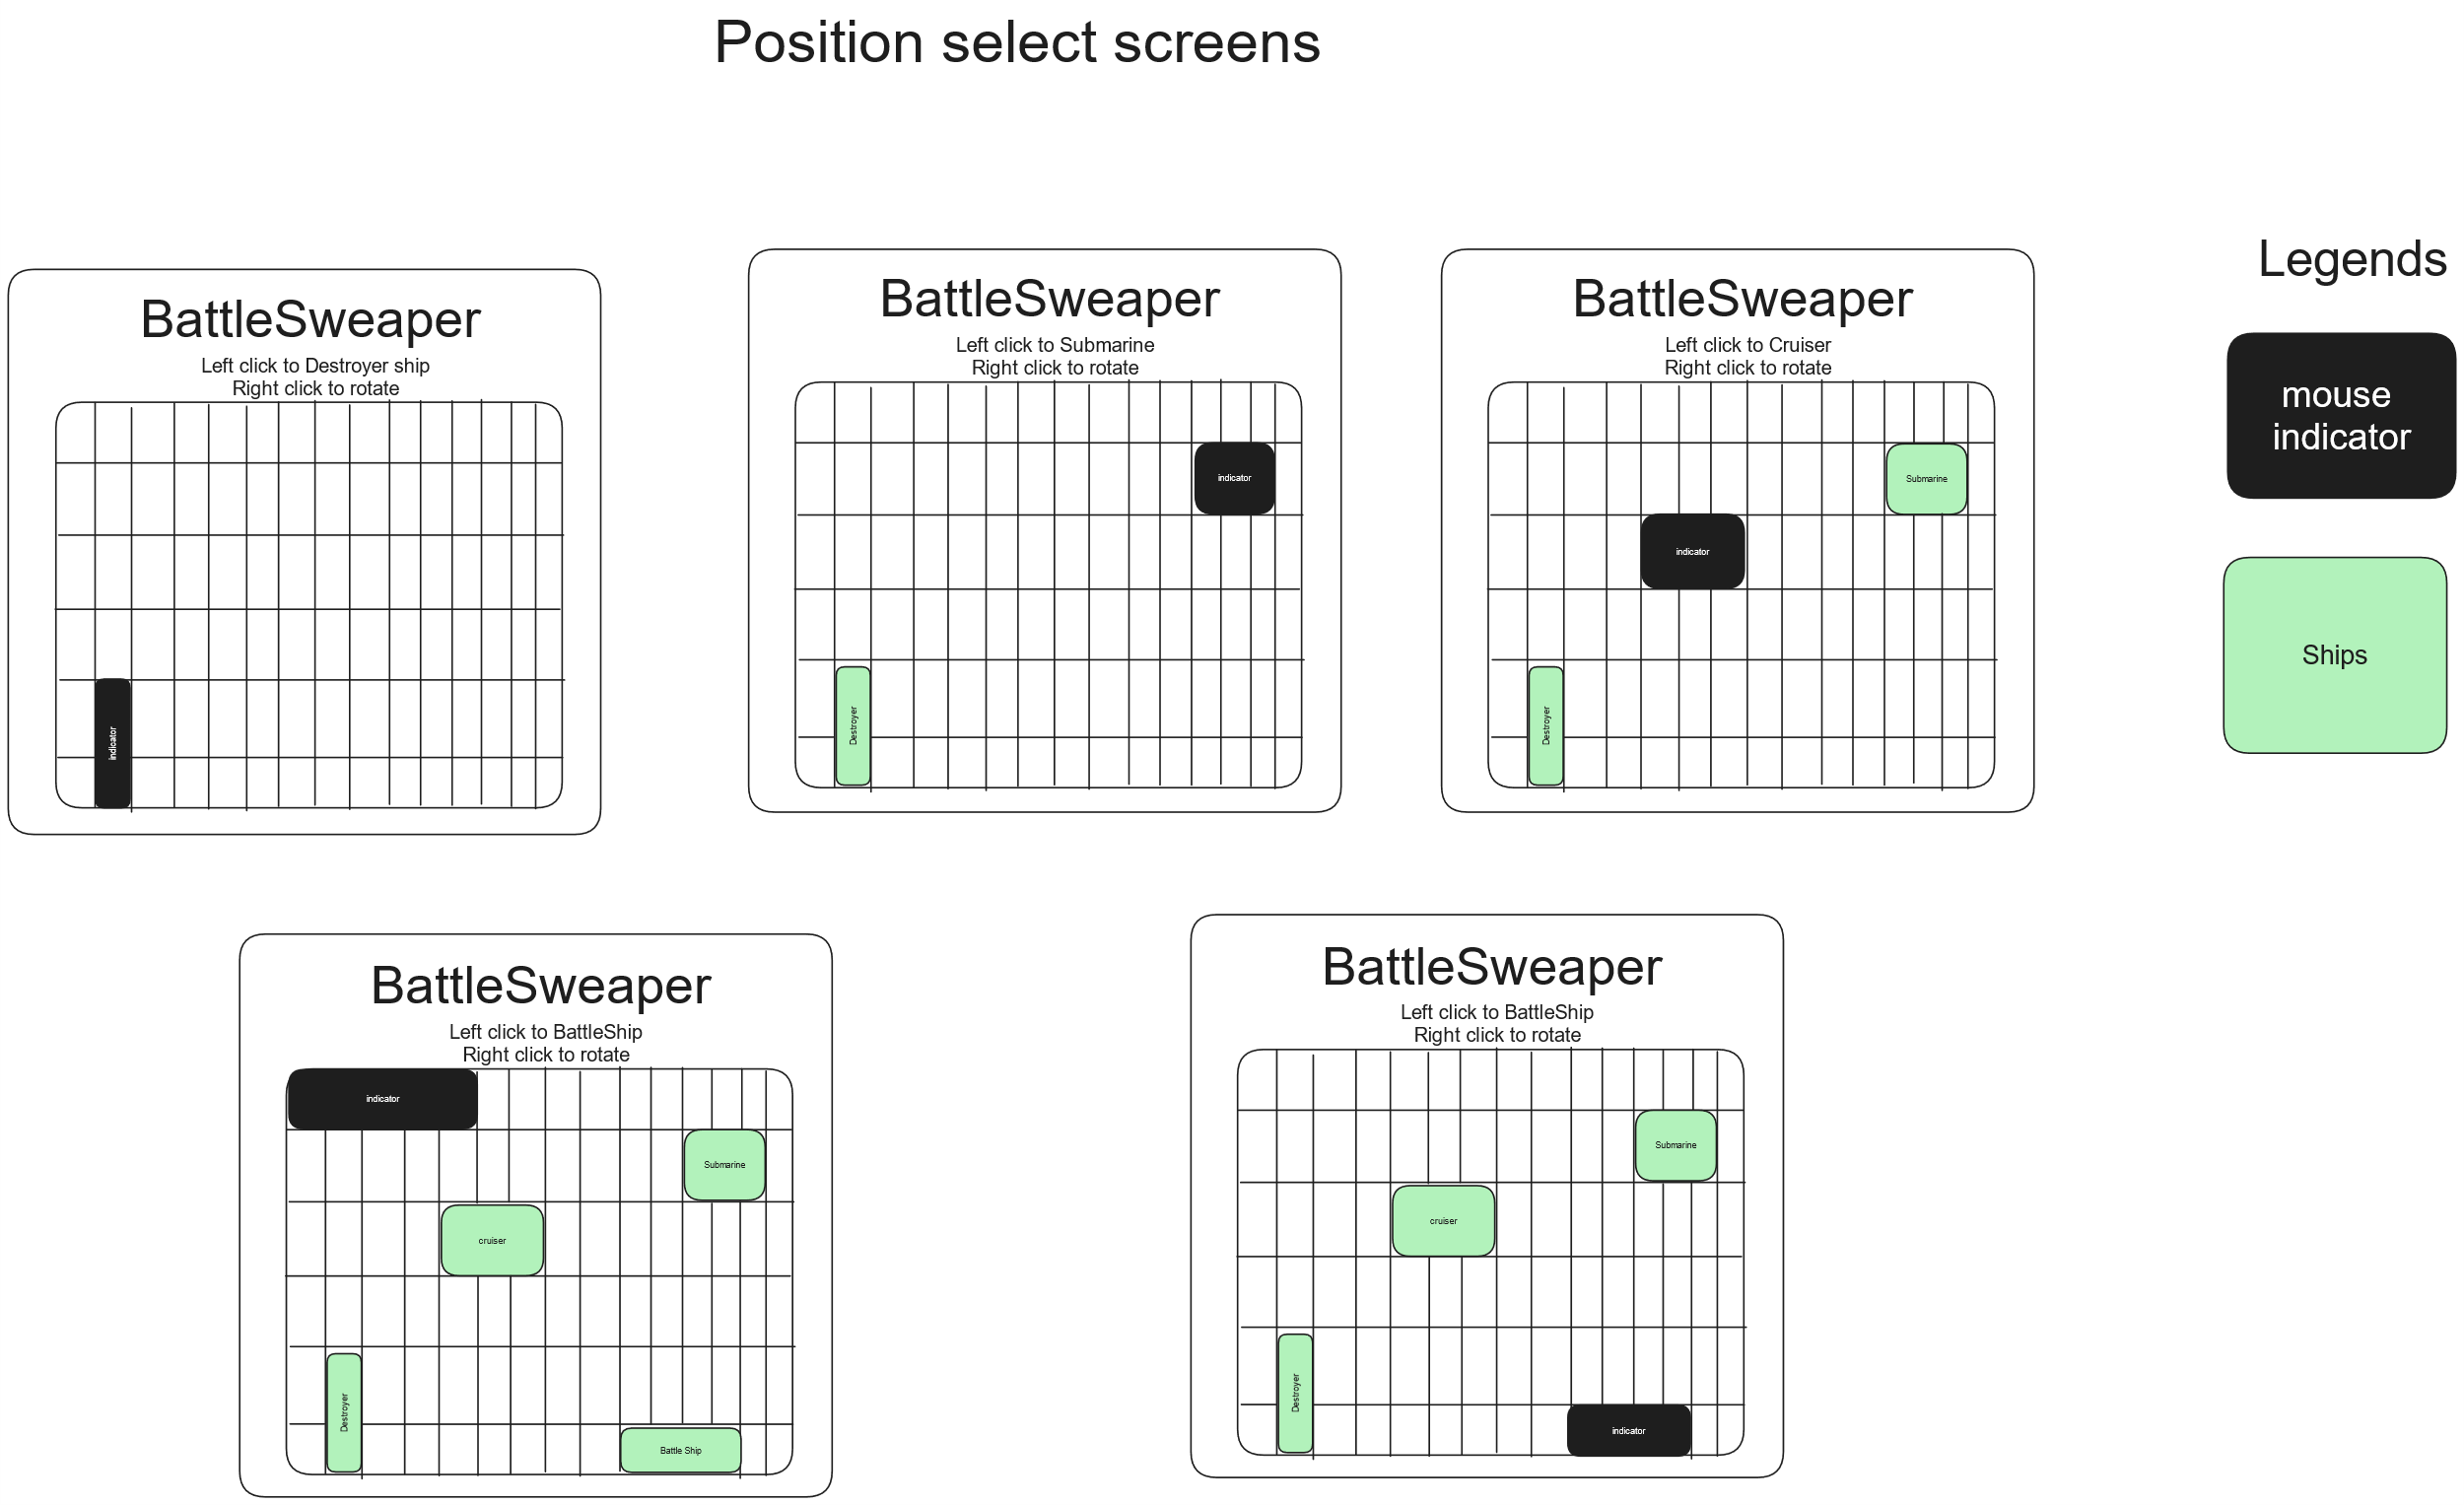 Position select screens
BattleSweaper
Left click to Destroyer ship
Right click to rotate
indicator
BattleSweaper
Left click to Submarine
Right click to rotate
indicator
Destroyer
BattleSweaper
Left click to Cruiser
Right click to rotate
Submarine
indicator
Destroyer
Legends
mouse
indicator
Ships
BattleSweaper
Left click to BattleShip
Right click to rotate
indicator
Submarine
cruiser
Destroyer
Battle Ship
BattleSweaper
Left click to BattleShip
Right click to rotate
Submarine
cruiser
Destroyer
indicator